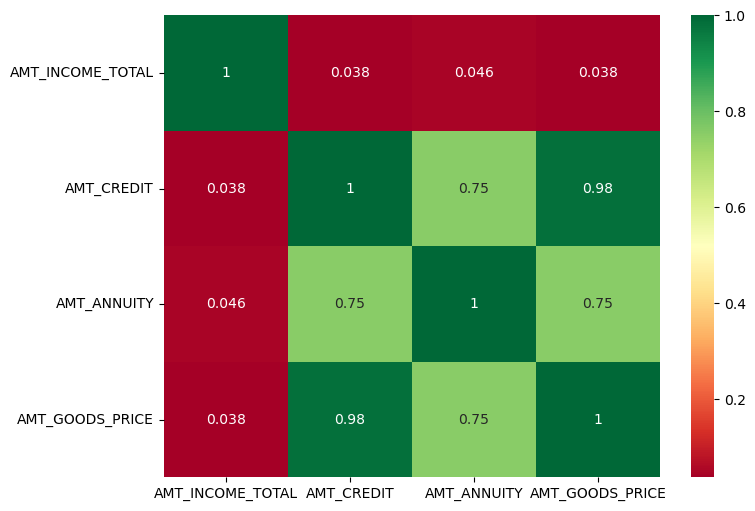 1.0
AMT_INCOME_TOTAL 1 0.038 0.046 0.038
0.8
AMT_CREDIT 0.038 1 0.75 0.98
0.6
0.4
AMT_ANNUITY 0.046 0.75 1 0.75
0.2
AMT_GOODS_PRICE 0.038 0.98 0.75 1
AMT_INCOME_TOTAL AMT_CREDIT AMT_ANNUITY AMT_GOODS_PRICE